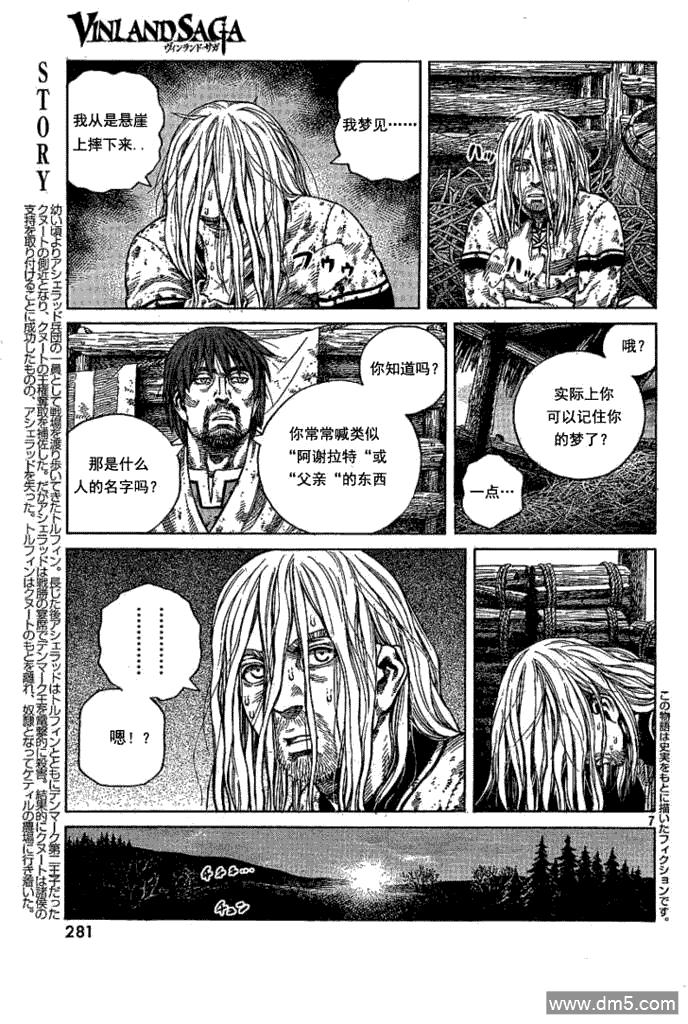 VINLAND SAGA
ヴィンランド・サガ
STORY
幼い頃よりアシェラッド兵団の一員として戦場を渡り歩いてきたトルフィン。長じた後アシェラッドはトルフィンとともにデンマーク第二王子だった
クヌートの側近となり、クヌートの王権奪取を補佐した。だがアシェラッドは戦勝の宴席でデンマーク王を電撃的に殺害。結果的にクヌートは諸侯の
支持を取り付けることに成功したものの、アシェラッドを失った。トルフィンはクヌートのもとを離れ、奴隷となってケティルの農場に行き着いた。
ハッ
我梦见……
我从是悬崖
上摔下来..
フウウ
哦？
实际上你
可以记住你
的梦了？
一点…
你知道吗？
你常常喊类似
“阿谢拉特“或
“父亲“的东西
那是什么
人的名字吗？
…………
…………
嗯！？
チチチ…
チュン
この物語は史実をもとに描いたフィクションです。
7
281
www.dm5.com